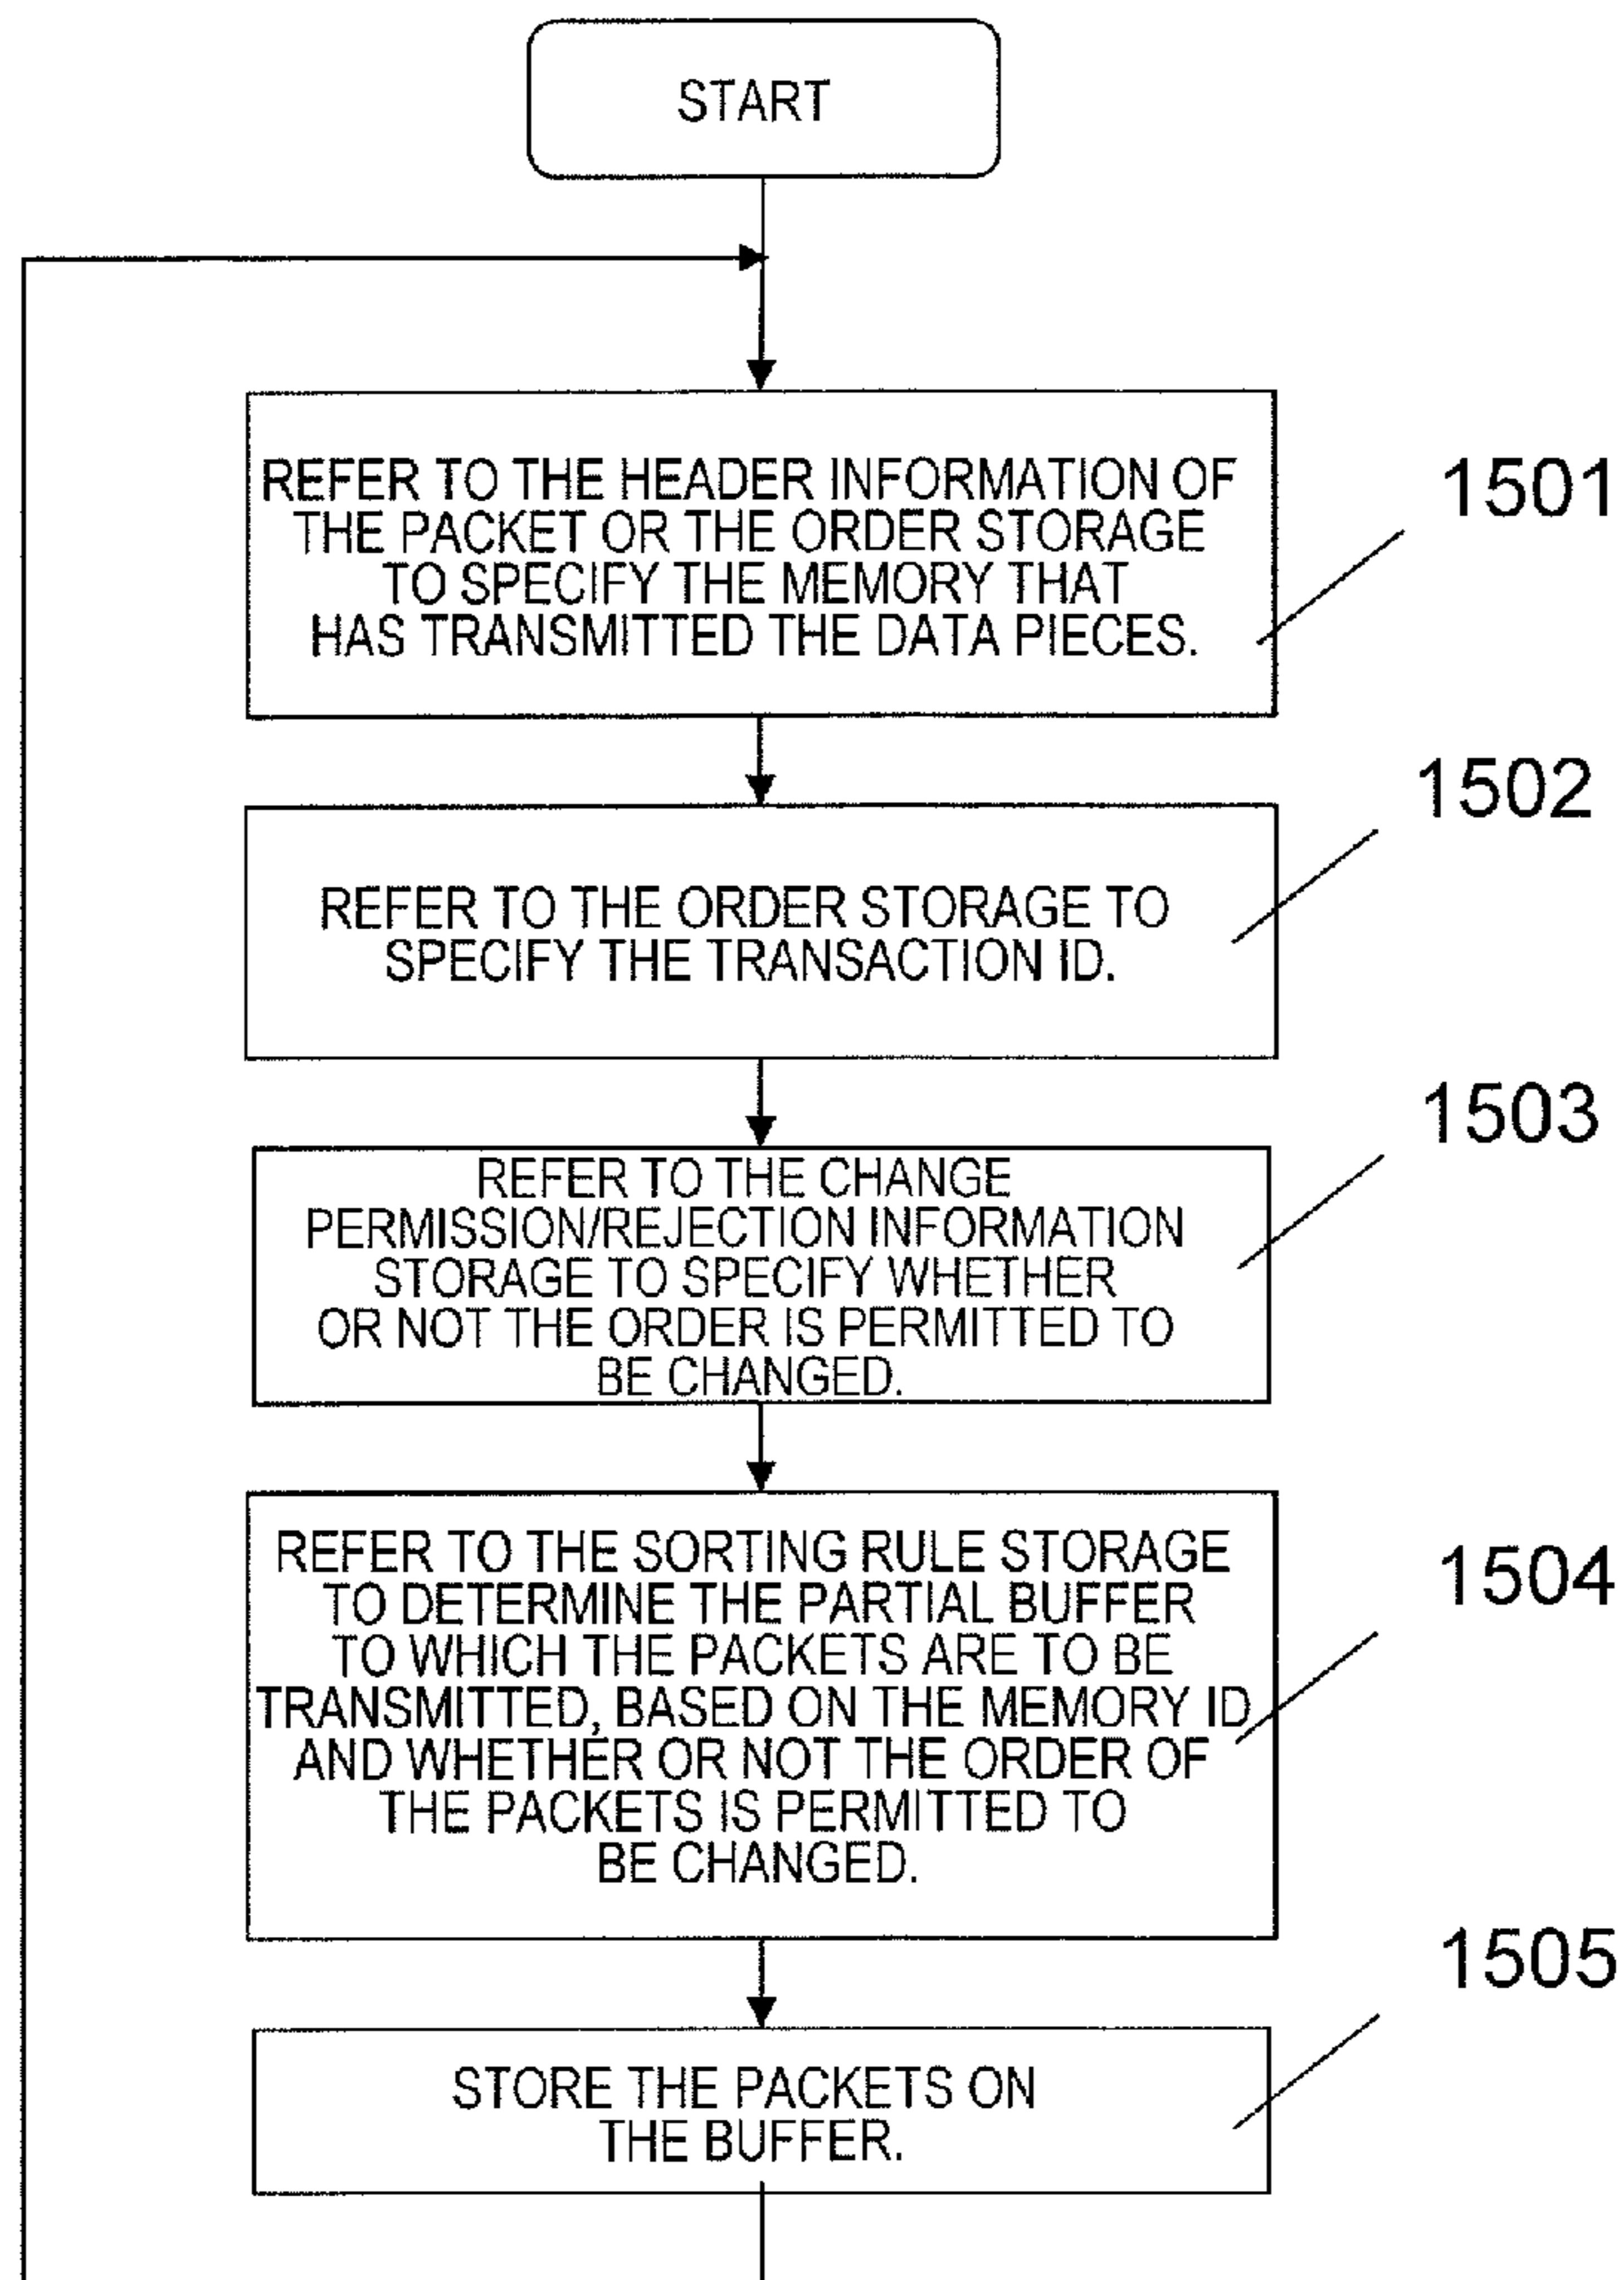 START
REFER TO THE HEADER INFORMATION OF
THE PACKET OR THE ORDER STORAGE
TO SPECIFY THE MEMORY THAT
HAS TRANSMITTED THE DATA PIECES.
1501
REFER TO THE ORDER STORAGE TO
SPECIFY THE TRANSACTION ID.
1502
REFER TO THE CHANGE
PERMISSION/REJECTION INFORMATION
STORAGE TO SPECIFY WHETHER
OR NOT THE ORDER IS PERMITTED TO
BE CHANGED.
1503
REFER TO THE SORTING RULE STORAGE
TO DETERMINE THE PARTIAL BUFFER
TO WHICH THE PACKETS ARE TO BE
TRANSMITTED, BASED ON THE MEMORY ID
AND WHETHER OR NOT THE ORDER OF
THE PACKETS IS PERMITTED TO
BE CHANGED.
1504
STORE THE PACKETS ON
THE BUFFER.
1505